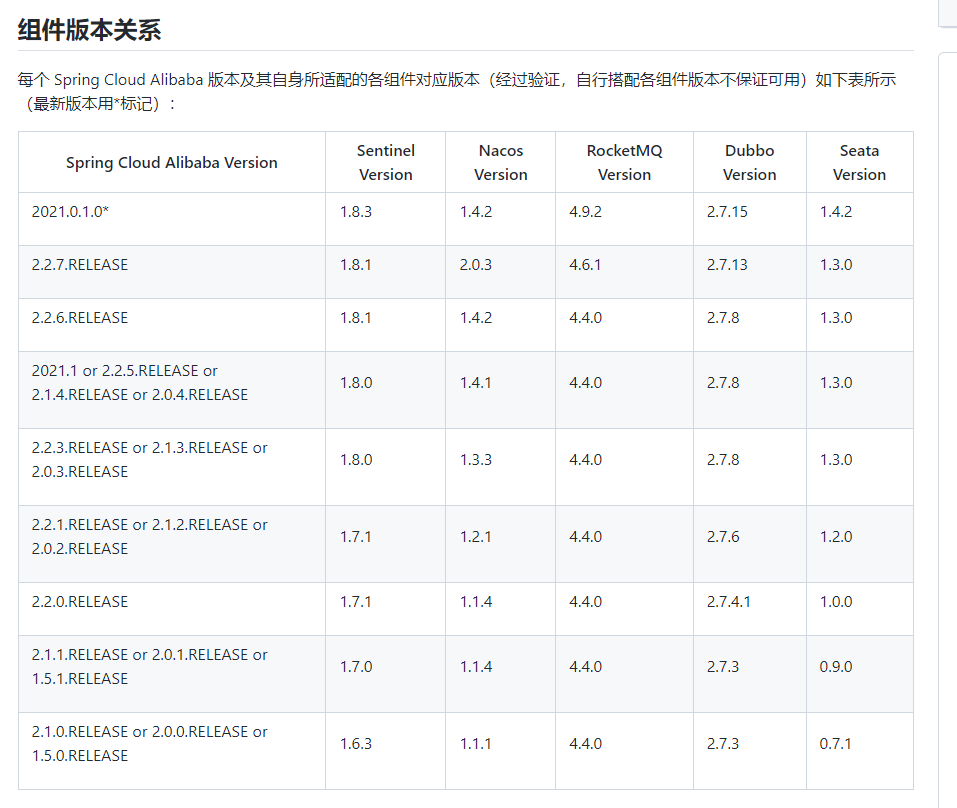 组件版本关系
每个 Spring Cloud Alibaba 版本及其自身所适配的各组件对应版本（经过验证，自行搭配各组件版本不保证可用）如下表所示
（最新版本用*标记）：
Spring Cloud Alibaba Version
Sentinel
Version
Nacos
Version
RocketMQ
Version
Dubbo
Version
Seata
Version
2021.0.1.0* 1.8.3 1.4.2 4.9.2 2.7.15 1.4.2
2.2.7.RELEASE 1.8.1 2.0.3 4.6.1 2.7.13 1.3.0
2.2.6.RELEASE 1.8.1 1.4.2 4.4.0 2.7.8 1.3.0
2021.1 or 2.2.5.RELEASE or
2.1.4.RELEASE or 2.0.4.RELEASE
1.8.0 1.4.1 4.4.0 2.7.8 1.3.0
2.2.3.RELEASE or 2.1.3.RELEASE or
2.0.3.RELEASE
1.8.0 1.3.3 4.4.0 2.7.8 1.3.0
2.2.1.RELEASE or 2.1.2.RELEASE or
2.0.2.RELEASE
1.7.1 1.2.1 4.4.0 2.7.6 1.2.0
2.2.0.RELEASE 1.7.1 1.1.4 4.4.0 2.7.4.1 1.0.0
2.1.1.RELEASE or 2.0.1.RELEASE or
1.5.1.RELEASE
1.7.0 1.1.4 4.4.0 2.7.3 0.9.0
2.1.0.RELEASE or 2.0.0.RELEASE or
1.5.0.RELEASE
1.6.3 1.1.1 4.4.0 2.7.3 0.7.1